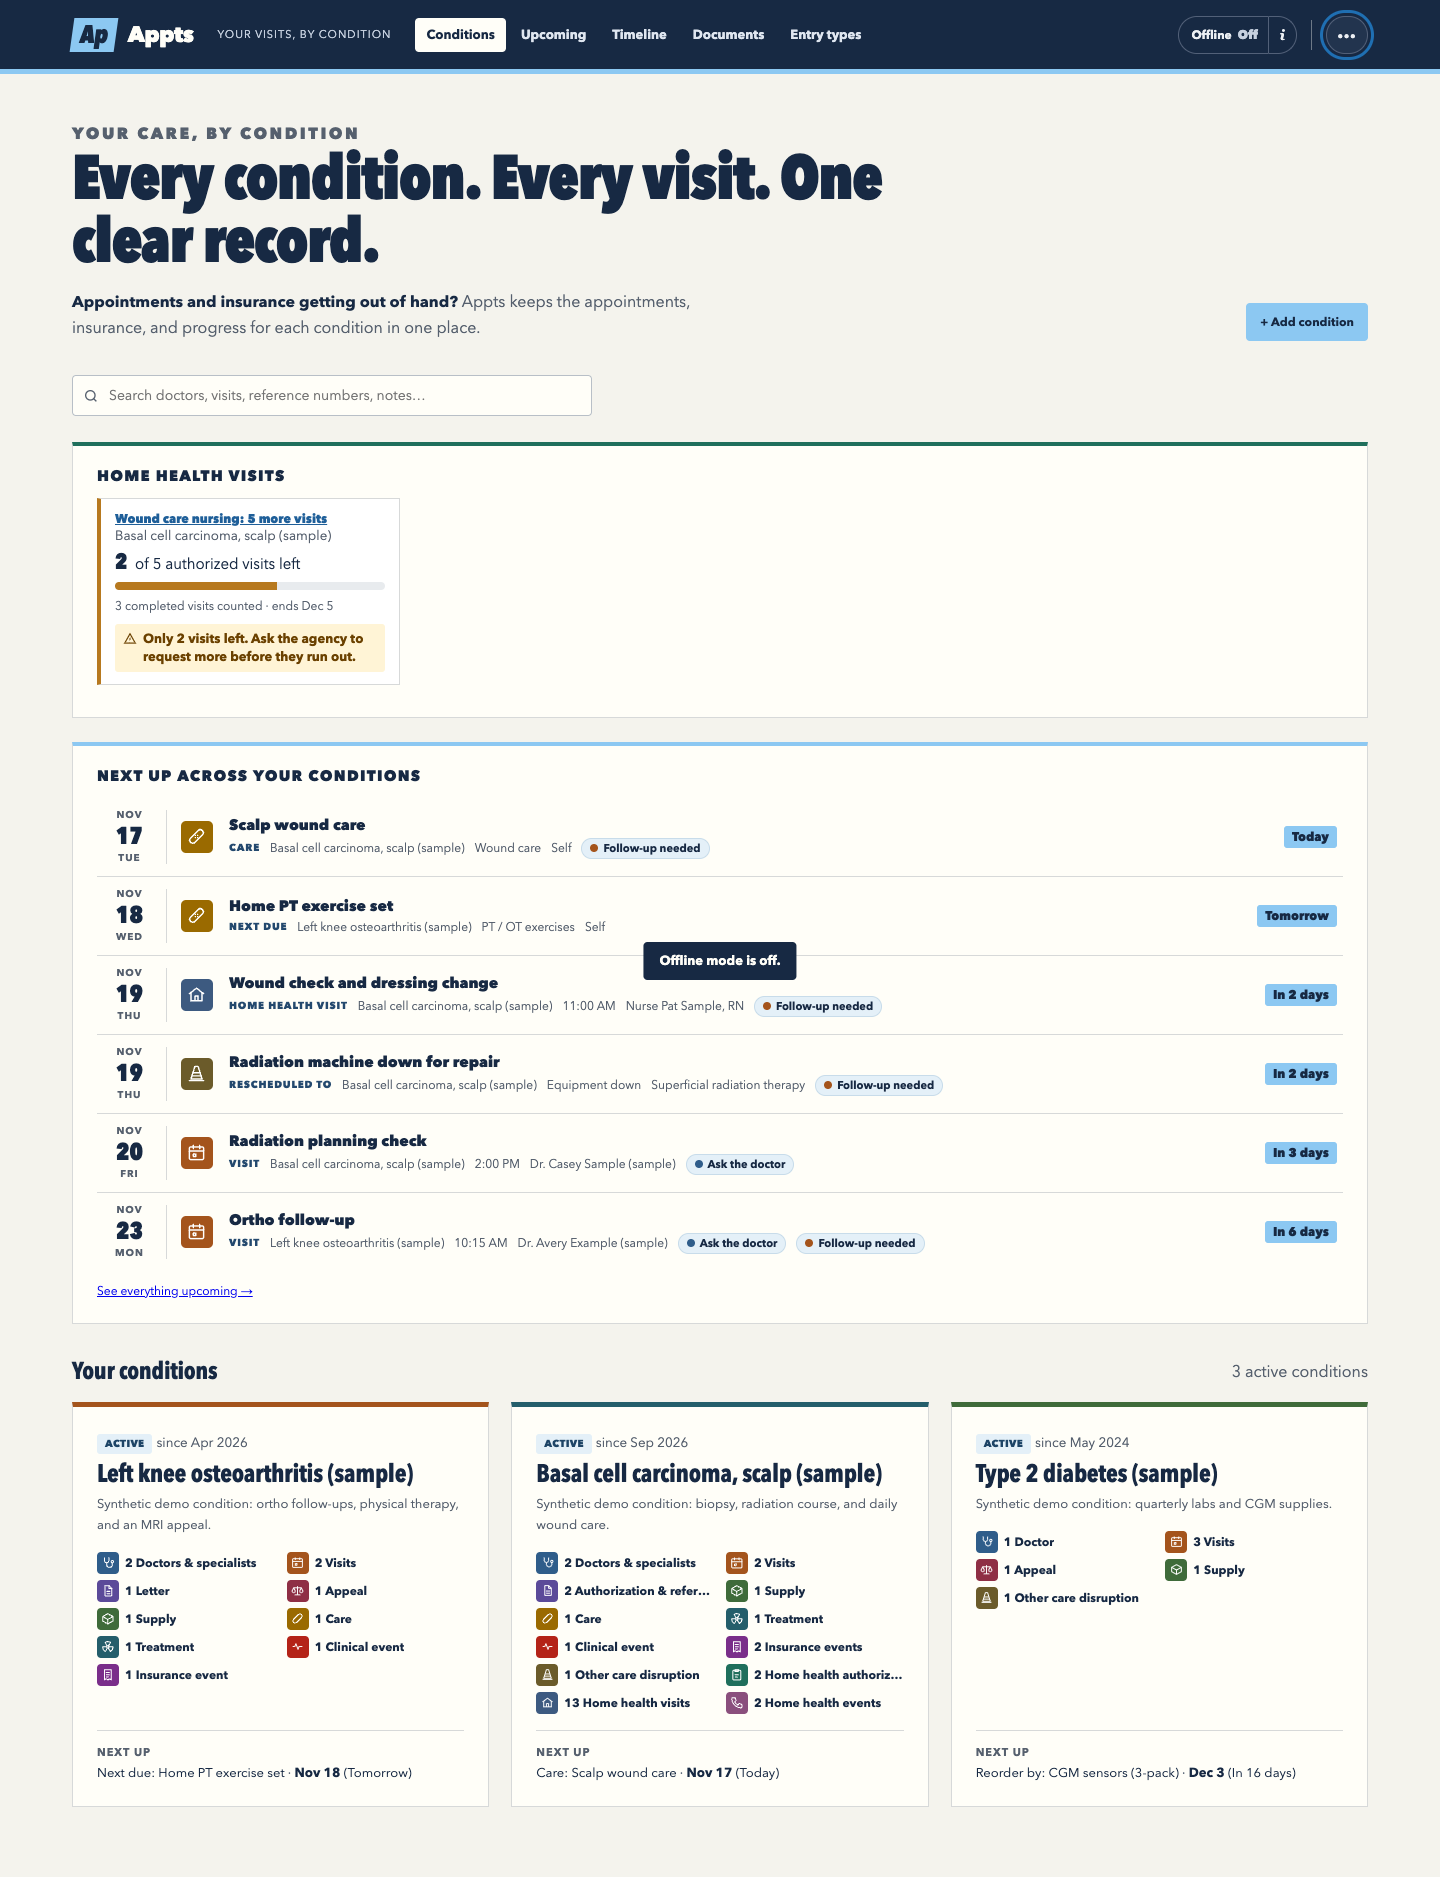 Ap Appts YOUR VISITS, BY CONDITION Conditions Upcoming Timeline Documents Entry types Offline Off i
YOUR CARE, BY CONDITION
Every condition. Every visit. One
clear record.
Appointments and insurance getting out of hand? Appts keeps the appointments,
insurance, and progress for each condition in one place.
+ Add condition
Search doctors, visits, reference numbers, notes...
HOME HEALTH VISITS
Wound care nursing: 5 more visits
Basal cell carcinoma, scalp (sample)
2 of 5 authorized visits left
3 completed visits counted · ends Dec 5
Only 2 visits left. Ask the agency to
request more before they run out.
NEXT UP ACROSS YOUR CONDITIONS
NOV
17
TUE
Scalp wound care
CARE Basal cell carcinoma, scalp (sample) Wound care Self Follow-up needed
Today
NOV
18
WED
Home PT exercise set
NEXT DUE Left knee osteoarthritis (sample) PT / OT exercises Self
Tomorrow
Offline mode is off.
NOV
19
THU
Wound check and dressing change
HOME HEALTH VISIT Basal cell carcinoma, scalp (sample) 11:00 AM Nurse Pat Sample, RN Follow-up needed
In 2 days
NOV
19
THU
Radiation machine down for repair
RESCHEDULED TO Basal cell carcinoma, scalp (sample) Equipment down Superficial radiation therapy Follow-up needed
In 2 days
NOV
20
FRI
Radiation planning check
VISIT Basal cell carcinoma, scalp (sample) 2:00 PM Dr. Casey Sample (sample) Ask the doctor
In 3 days
NOV
23
MON
Ortho follow-up
VISIT Left knee osteoarthritis (sample) 10:15 AM Dr. Avery Example (sample) Ask the doctor Follow-up needed
In 6 days
See everything upcoming →
Your conditions
3 active conditions
ACTIVE since Apr 2026
Left knee osteoarthritis (sample)
Synthetic demo condition: ortho follow-ups, physical therapy,
and an MRI appeal.
2 Doctors & specialists 2 Visits
1 Letter 1 Appeal
1 Supply 1 Care
1 Treatment 1 Clinical event
1 Insurance event
NEXT UP
Next due: Home PT exercise set · Nov 18 (Tomorrow)
ACTIVE since Sep 2026
Basal cell carcinoma, scalp (sample)
Synthetic demo condition: biopsy, radiation course, and daily
wound care.
2 Doctors & specialists 2 Visits
2 Authorization & refer... 1 Supply
1 Care 1 Treatment
1 Clinical event 2 Insurance events
1 Other care disruption 2 Home health authoriz...
13 Home health visits 2 Home health events
NEXT UP
Care: Scalp wound care · Nov 17 (Today)
ACTIVE since May 2024
Type 2 diabetes (sample)
Synthetic demo condition: quarterly labs and CGM supplies.
1 Doctor 3 Visits
1 Appeal 1 Supply
1 Other care disruption
NEXT UP
Reorder by: CGM sensors (3-pack) · Dec 3 (In 16 days)